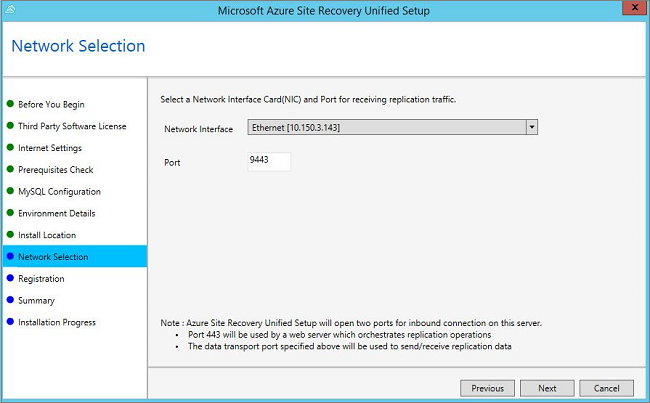 Microsoft Azure Site Recovery Unified Setup
x
Network Selection
Before You Begin
Third Party Software License
Internet Settings
Prerequisites Check
MySQL Configuration
Environment Details
Install Location
Network Selection
Registration
Summary
Installation Progress
Select a Network Interface Card(NIC) and Port for receiving replication traffic.
Network Interface
Ethernet [10.150.3.143]
Port
9443
Note : Azure Site Recovery Unified Setup will open two ports for inbound connection on this server.
• Port 443 will be used by a web server which orchestrates replication operations
• The data transport port specified above will be used to send/receive replication data
Previous
Next
Cancel